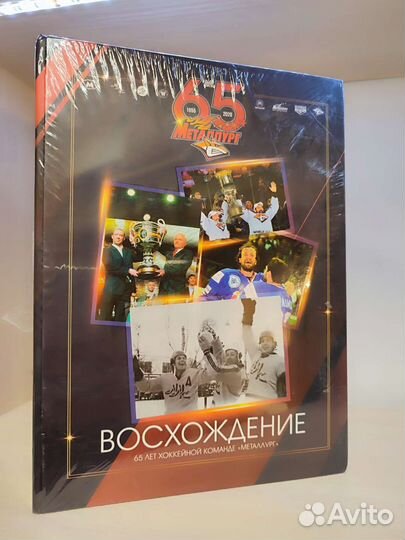 65
1955 2020
МЕТАЛЛУРГ
ВОСХОЖДЕНИЕ
65 ЛЕТ ХОККЕЙНОЙ КОМАНДЕ «МЕТАЛЛУРГ»
Avito